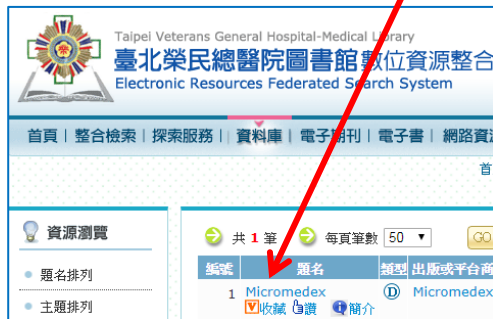 Taipei Veterans General Hospital-Medical Library
臺北榮民總醫院圖書館 數位資源整合
Electronic Resources Federated Search System
首頁 | 整合檢索 | 探索服務 | 資料庫 | 電子期刊 | 電子書 | 網路資源
首
資源瀏覽
共 1 筆 每頁筆數 50 GO
題名排列
編號 題名 類型 出版或平台商
1 Micromedex D Micromedex
主題排列
收藏 讚 簡介